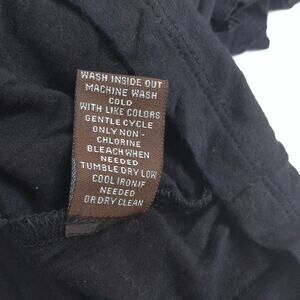 WASH INSIDE OUT
MACHINE WASH
COLD
WITH LIKE COLORS
GENTLE CYCLE
ONLY NON-
CHLORINE
BLEACH WHEN
NEEDED
TUMBLE DRY LOW
COOL IRON IF
NEEDED
OR DRY CLEAN